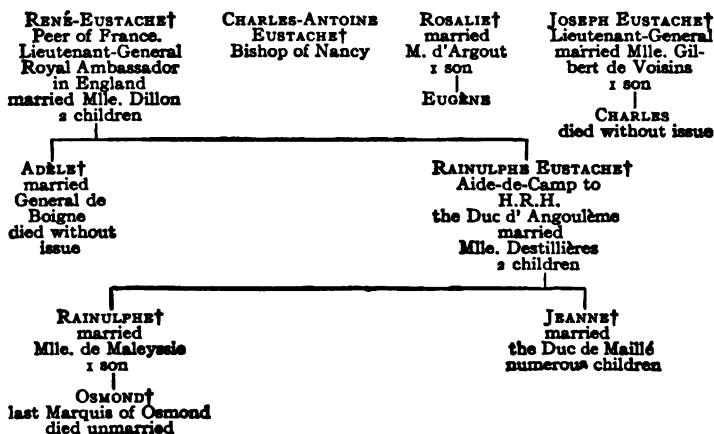 RENÉ-EUSTACHE†
Peer of France.
Lieutenant-General
Royal Ambassador
in England
married Mlle. Dillon
2 children
CHARLES-ANTOINE
EUSTACHE†
Bishop of Nancy
ROSALIE†
married
M. d'Argout
1 son
EUGÈNE
JOSEPH EUSTACHE†
Lieutenant-General
married Mlle. Gil-
bert de Voisins
1 son
CHARLES
died without issue
ADÈLE†
married
General de
Boigne
died without
issue
RAINULPHE EUSTACHE†
Aide-de-Camp to
H.R.H.
the Duc d' Angoulême
married
Mlle. Destillières
2 children
RAINULPHE†
married
Mlle. de Maleyssie
1 son
OSMOND†
last Marquis of Osmond
died unmarried
JEANNE†
married
the Duc de Maillé
numerous children